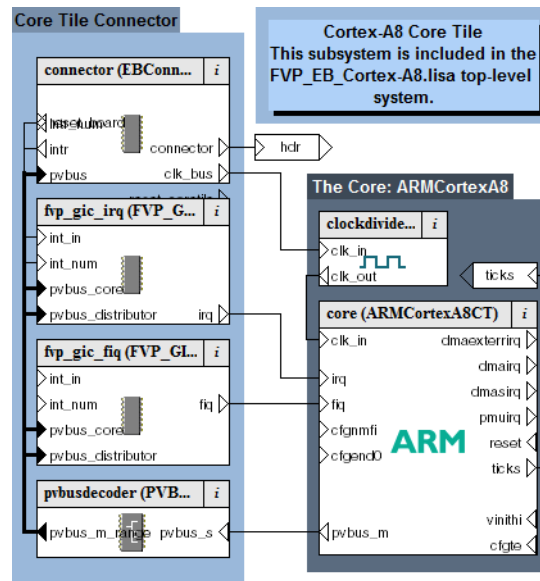 Core Tile Connector
Cortex-A8 Core Tile
This subsystem is included in the
FVP_EB_Cortex-A8.lisa top-level
system.
connector (EBConn... i
int_num
intr
pvbus
connector
clk_bus
hdr
fvp_gic_irq (FVP_G... i
int_in
int_num
pvbus_core
pvbus_distributor
irq
fvp_gic_fiq (FVP_GI... i
int_in
int_num
fiq
pvbus_core
pvbus_distributor
pvbusdecoder (PVB... i
pvbus_m_range
pvbus_s
The Core: ARMCortexA8
clockdivide... i
clk_in
clk_out
ticks
core (ARMCortexA8CT) i
clk_in
irq
fiq
cfgnmfi
cfgend0
pvbus_m
ARM
dmaexterrirq
dmairq
dmasirq
pmuirq
reset
ticks
vinithi
cfgte